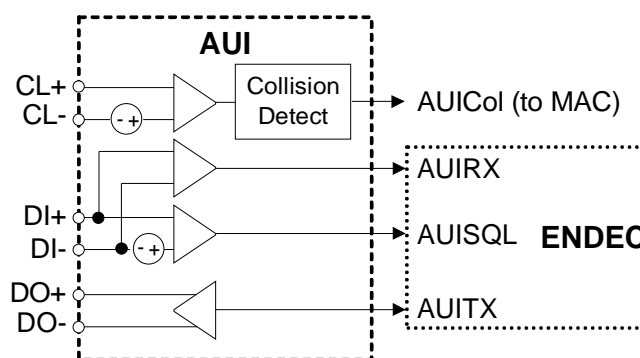 AUI
CL+
CL-
- +
Collision
Detect
AUICol (to MAC)
AUIRX
DI+
DI-
- +
AUISQL
ENDEC
DO+
DO-
AUITX